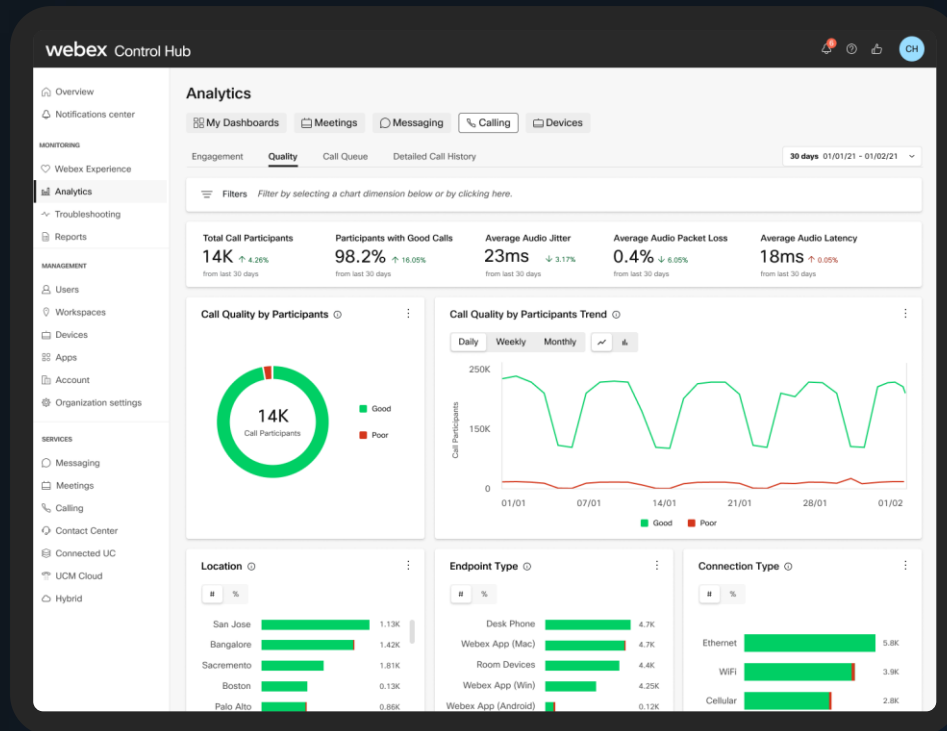 webex Control Hub
6
CH
Overview
Notifications center
MONITORING
Webex Experience
Analytics
Troubleshooting
Reports
MANAGEMENT
Users
Workspaces
Devices
Apps
Account
Organization settings
SERVICES
Messaging
Meetings
Calling
Contact Center
Connected UC
UCM Cloud
Hybrid
Analytics
My Dashboards Meetings Messaging Calling Devices
Engagement Quality Call Queue Detailed Call History
30 days 01/01/21 - 01/02/21
Filters Filter by selecting a chart dimension below or by clicking here.
Total Call Participants
14K ↑ 4.26%
from last 30 days
Participants with Good Calls
98.2% ↑ 16.05%
from last 30 days
Average Audio Jitter
23ms ↓ 3.17%
from last 30 days
Average Audio Packet Loss
0.4% ↓ 6.05%
from last 30 days
Average Audio Latency
18ms ↑ 0.05%
from last 30 days
Call Quality by Participants
14K
Call Participants
Good
Poor
Call Quality by Participants Trend
Daily Weekly Monthly
Call Participants
250K
150K
0
01/01 07/01 14/01 21/01 28/01 01/02
Good Poor
Location
# %
San Jose 1.13K
Bangalore 1.42K
Sacremento 1.81K
Boston 0.13K
Palo Alto 0.86K
Endpoint Type
# %
Desk Phone 4.7K
Webex App (Mac) 4.7K
Room Devices 4.4K
Webex App (Win) 4.25K
Webex App (Android) 0.12K
Connection Type
# %
Ethernet 5.8K
WiFi 3.9K
Cellular 2.8K